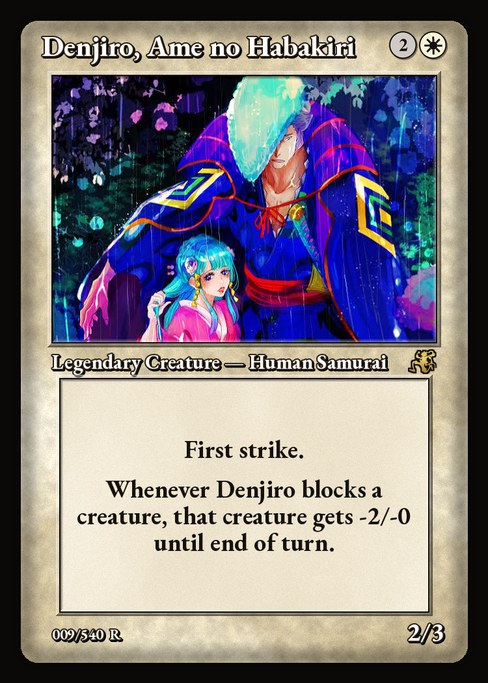 Denjiro, Ame no Habakiri 2
Legendary Creature — Human Samurai
First strike.
Whenever Denjiro blocks a
creature, that creature gets -2/-0
until end of turn.
009/540 R 2/3